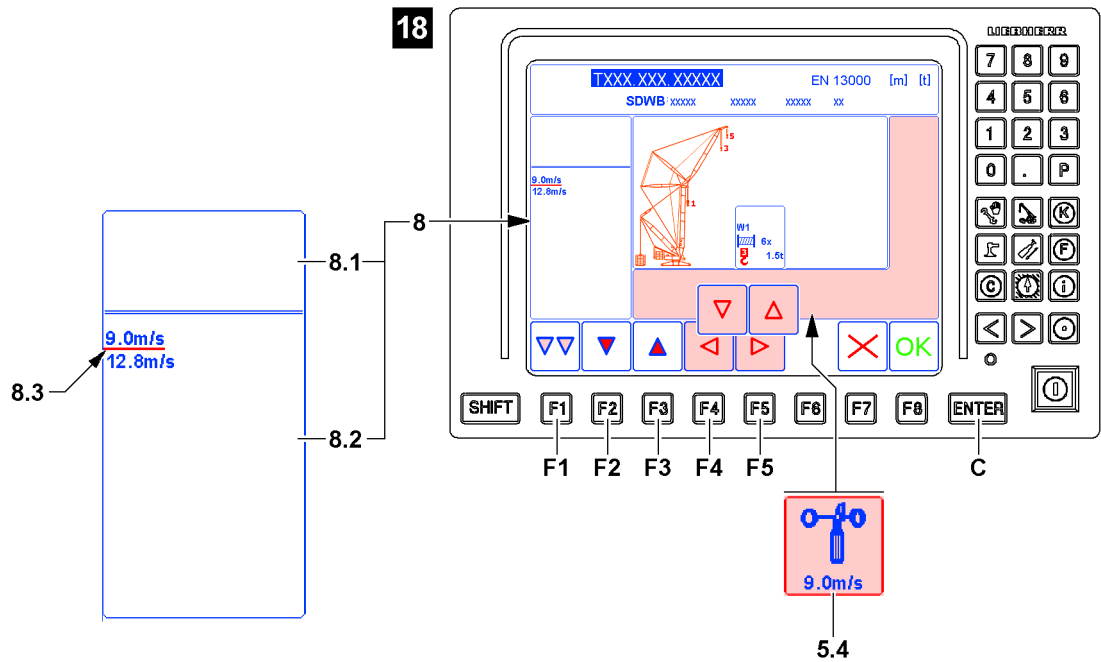 18
LIEBHERR
TXXX XXX XXXXX
EN 13000 [m] [t]
SDWB: xxxxx xxxxx xxxxx xx
9.0m/s
12.8m/s
5
3
1
W1
6x
1.5t
OK
7 8 9
4 5 6
1 2 3
0 . P
K
F
C i
SHIFT F1 F2 F3 F4 F5 F6 F7 F8 ENTER
F1 F2 F3 F4 F5 C
8
8.1
9.0m/s
12.8m/s
8.3
8.2
9.0m/s
5.4